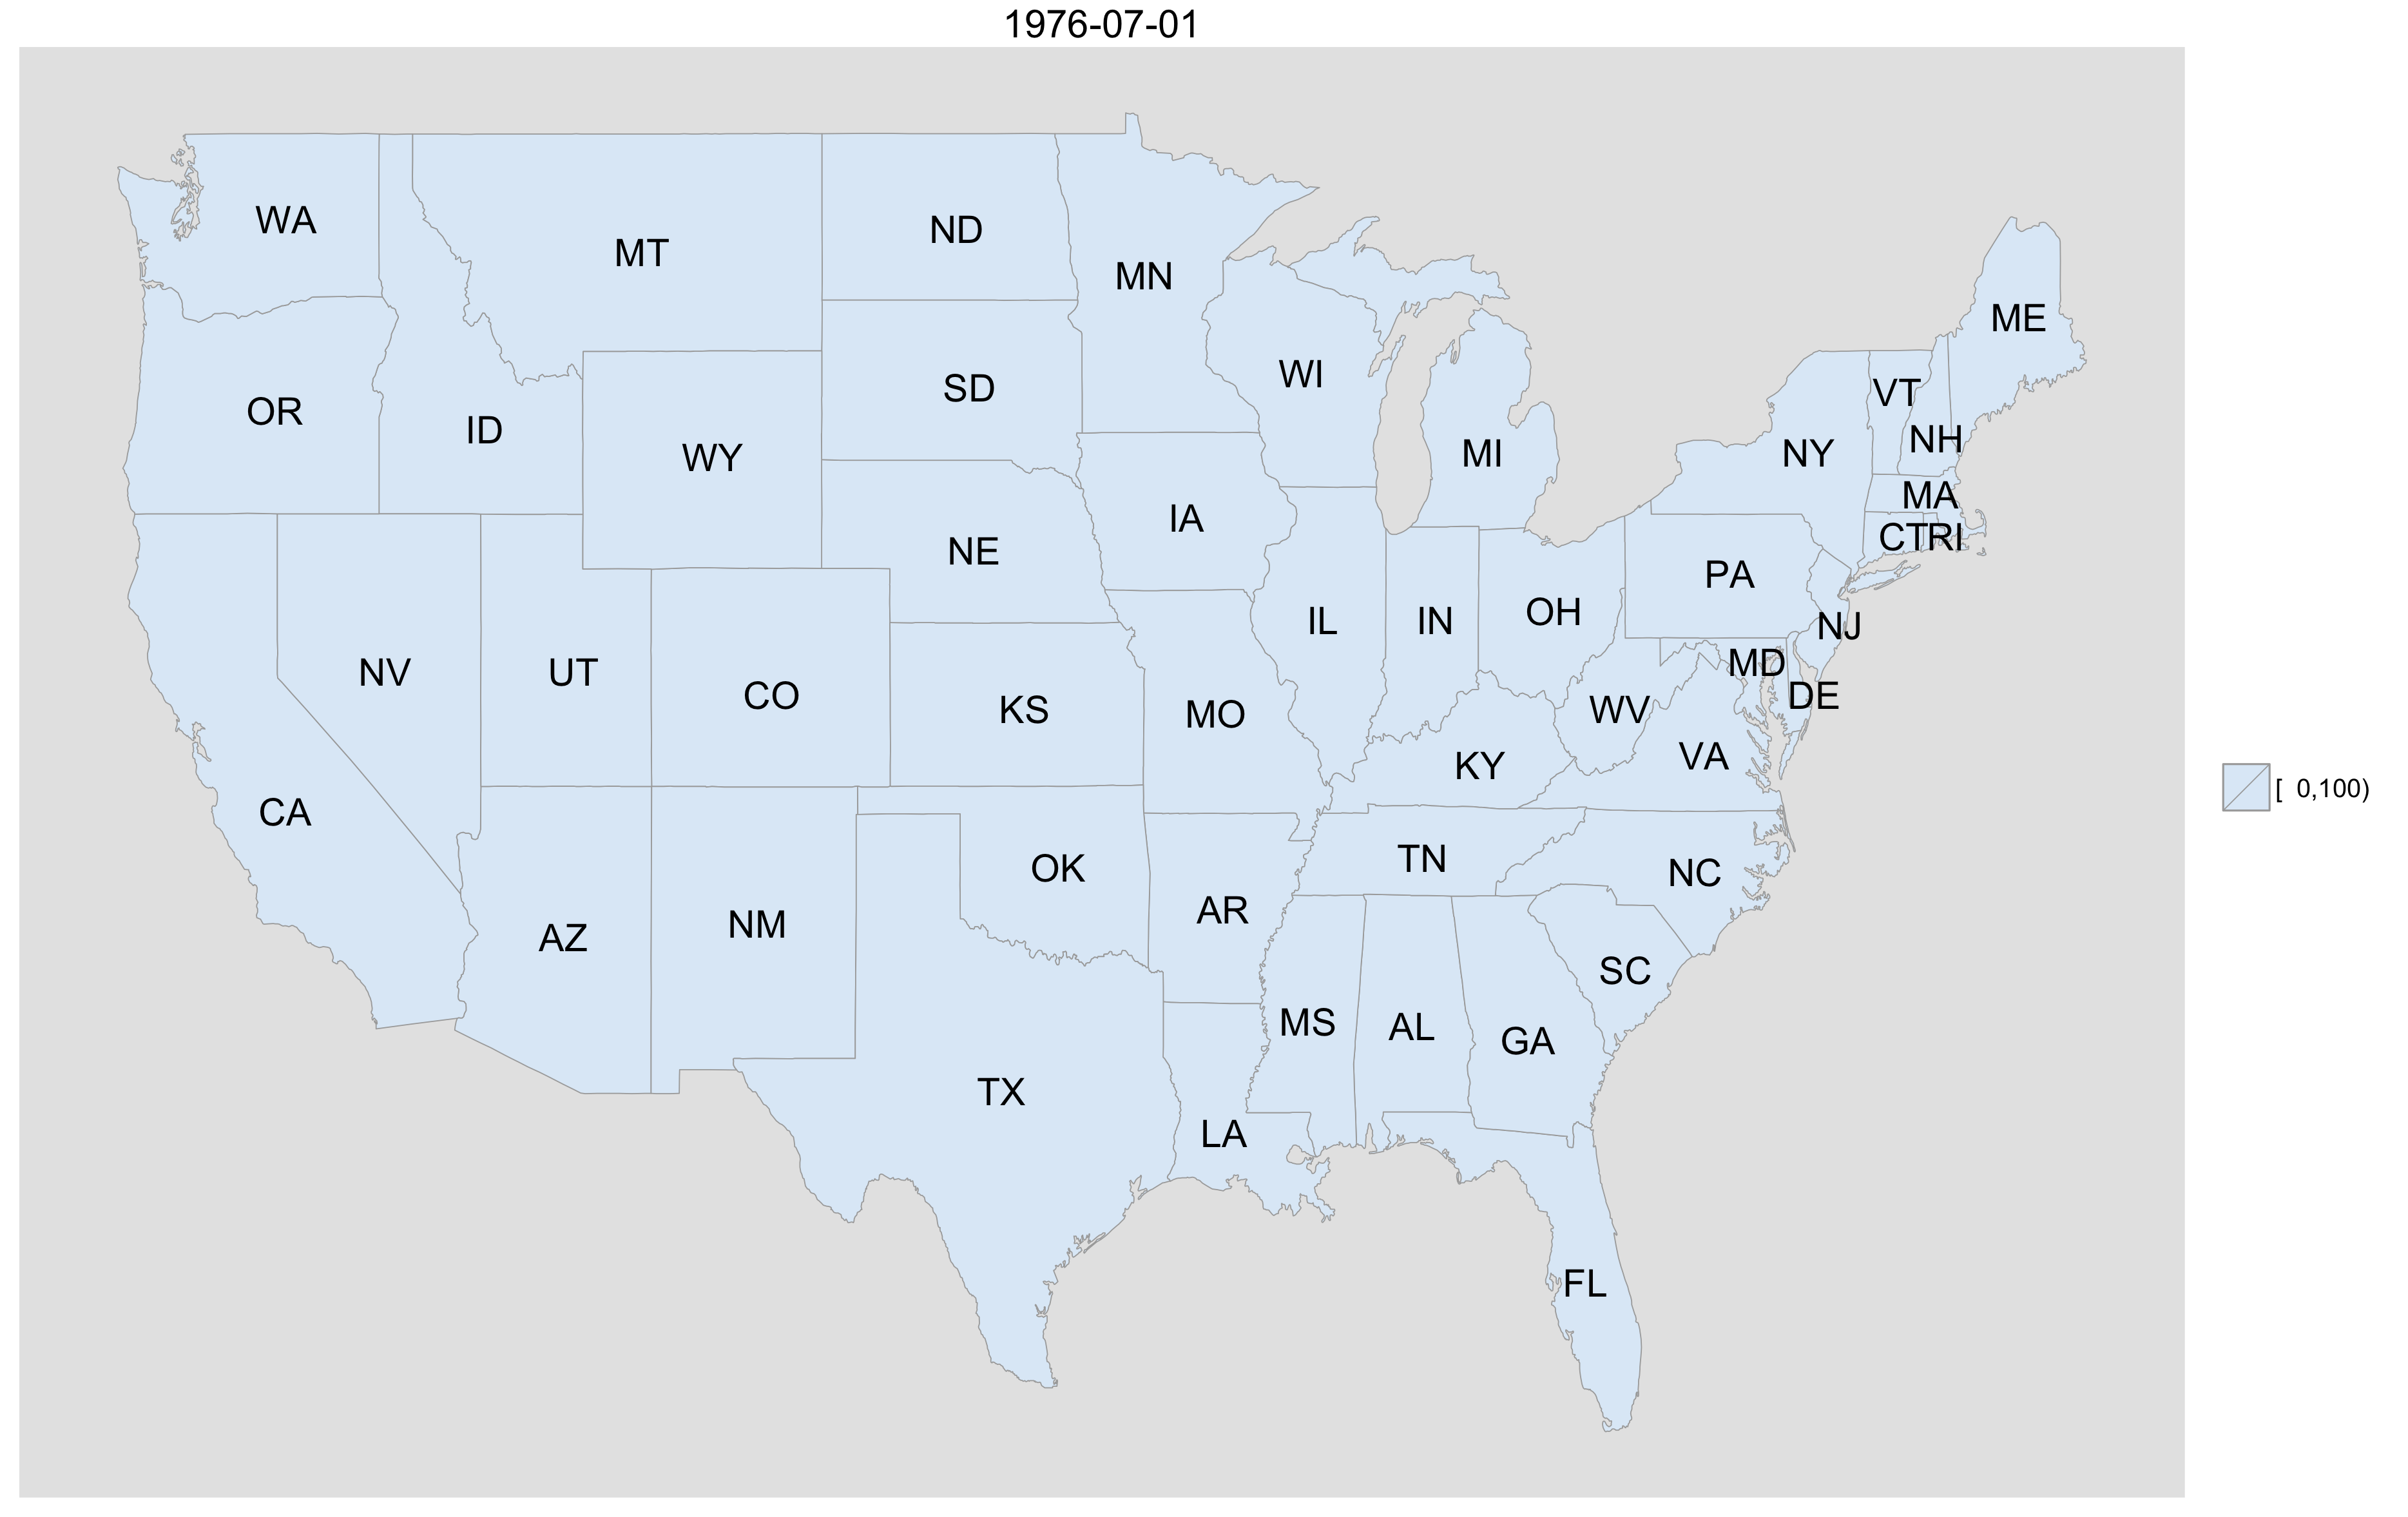 1976-07-01
WA
MT
ND
MN
ME
OR
ID
WY
SD
WI
MI
NY
VT
NH
MA
CT
RI
NE
IA
PA
NJ
NV
UT
CO
KS
MO
IL
IN
OH
MD
DE
WV
VA
KY
[  0,100)
CA
AZ
NM
OK
AR
TN
NC
SC
TX
LA
MS
AL
GA
FL